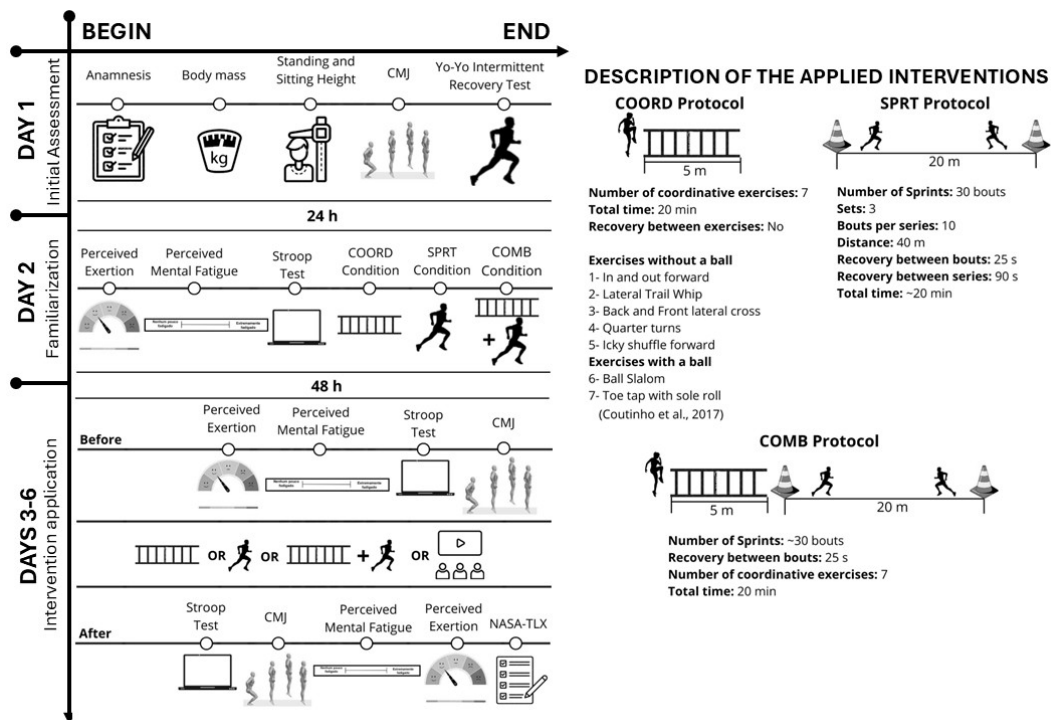 BEGIN
END
DAY 1
Initial Assessment
Anamnesis
Body mass
Standing and
Sitting Height
CMJ
Yo-Yo Intermittent
Recovery Test
kg
24 h
DAY 2
Familiarization
Perceived
Exertion
Perceived
Mental Fatigue
Stroop
Test
COORD
Condition
SPRT
Condition
COMB
Condition
+
48 h
DAYS 3-6
Intervention application
Before
Perceived
Exertion
Perceived
Mental Fatigue
Stroop
Test
CMJ
OR
OR
+
OR
After
Stroop
Test
CMJ
Perceived
Mental Fatigue
Perceived
Exertion
NASA-TLX
DESCRIPTION OF THE APPLIED INTERVENTIONS
COORD Protocol
5 m
Number of coordinative exercises: 7
Total time: 20 min
Recovery between exercises: No
Exercises without a ball
1- In and out forward
2- Lateral Trail Whip
3- Back and Front lateral cross
4- Quarter turns
5- Icky shuffle forward
Exercises with a ball
6- Ball Slalom
7- Toe tap with sole roll
(Coutinho et al., 2017)
SPRT Protocol
20 m
Number of Sprints: 30 bouts
Sets: 3
Bouts per series: 10
Distance: 40 m
Recovery between bouts: 25 s
Recovery between series: 90 s
Total time: ~20 min
COMB Protocol
5 m
20 m
Number of Sprints: ~30 bouts
Recovery between bouts: 25 s
Number of coordinative exercises: 7
Total time: 20 min